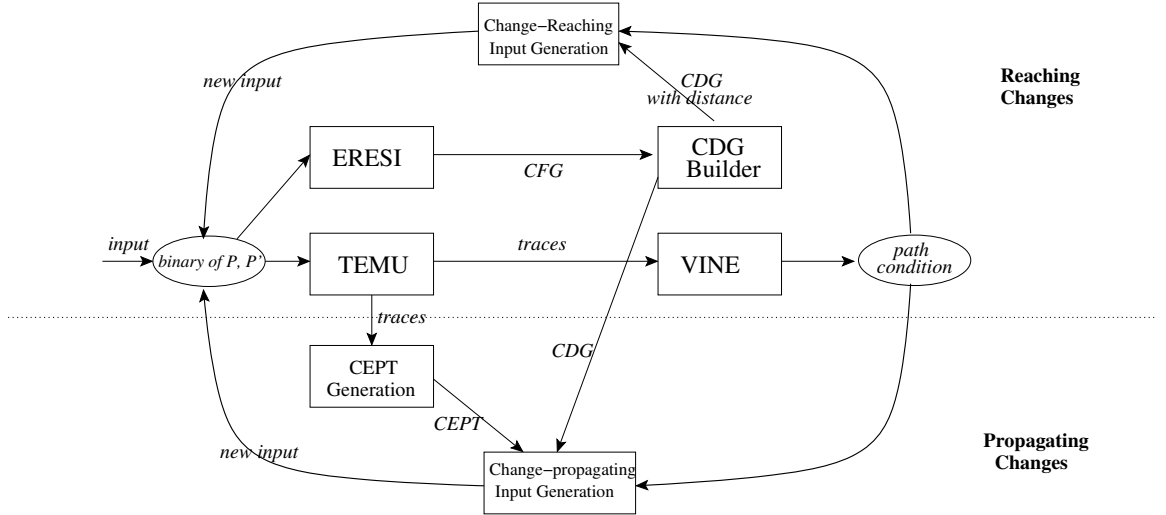 Change−Reaching
Input Generation
new input
CDG
with distance
Reaching
Changes
ERESI
CFG
CDG
Builder
input
binary of P, P'
TEMU
traces
VINE
path
condition
traces
CEPT
Generation
CDG
CEPT
new input
Change−propagating
Input Generation
Propagating
Changes